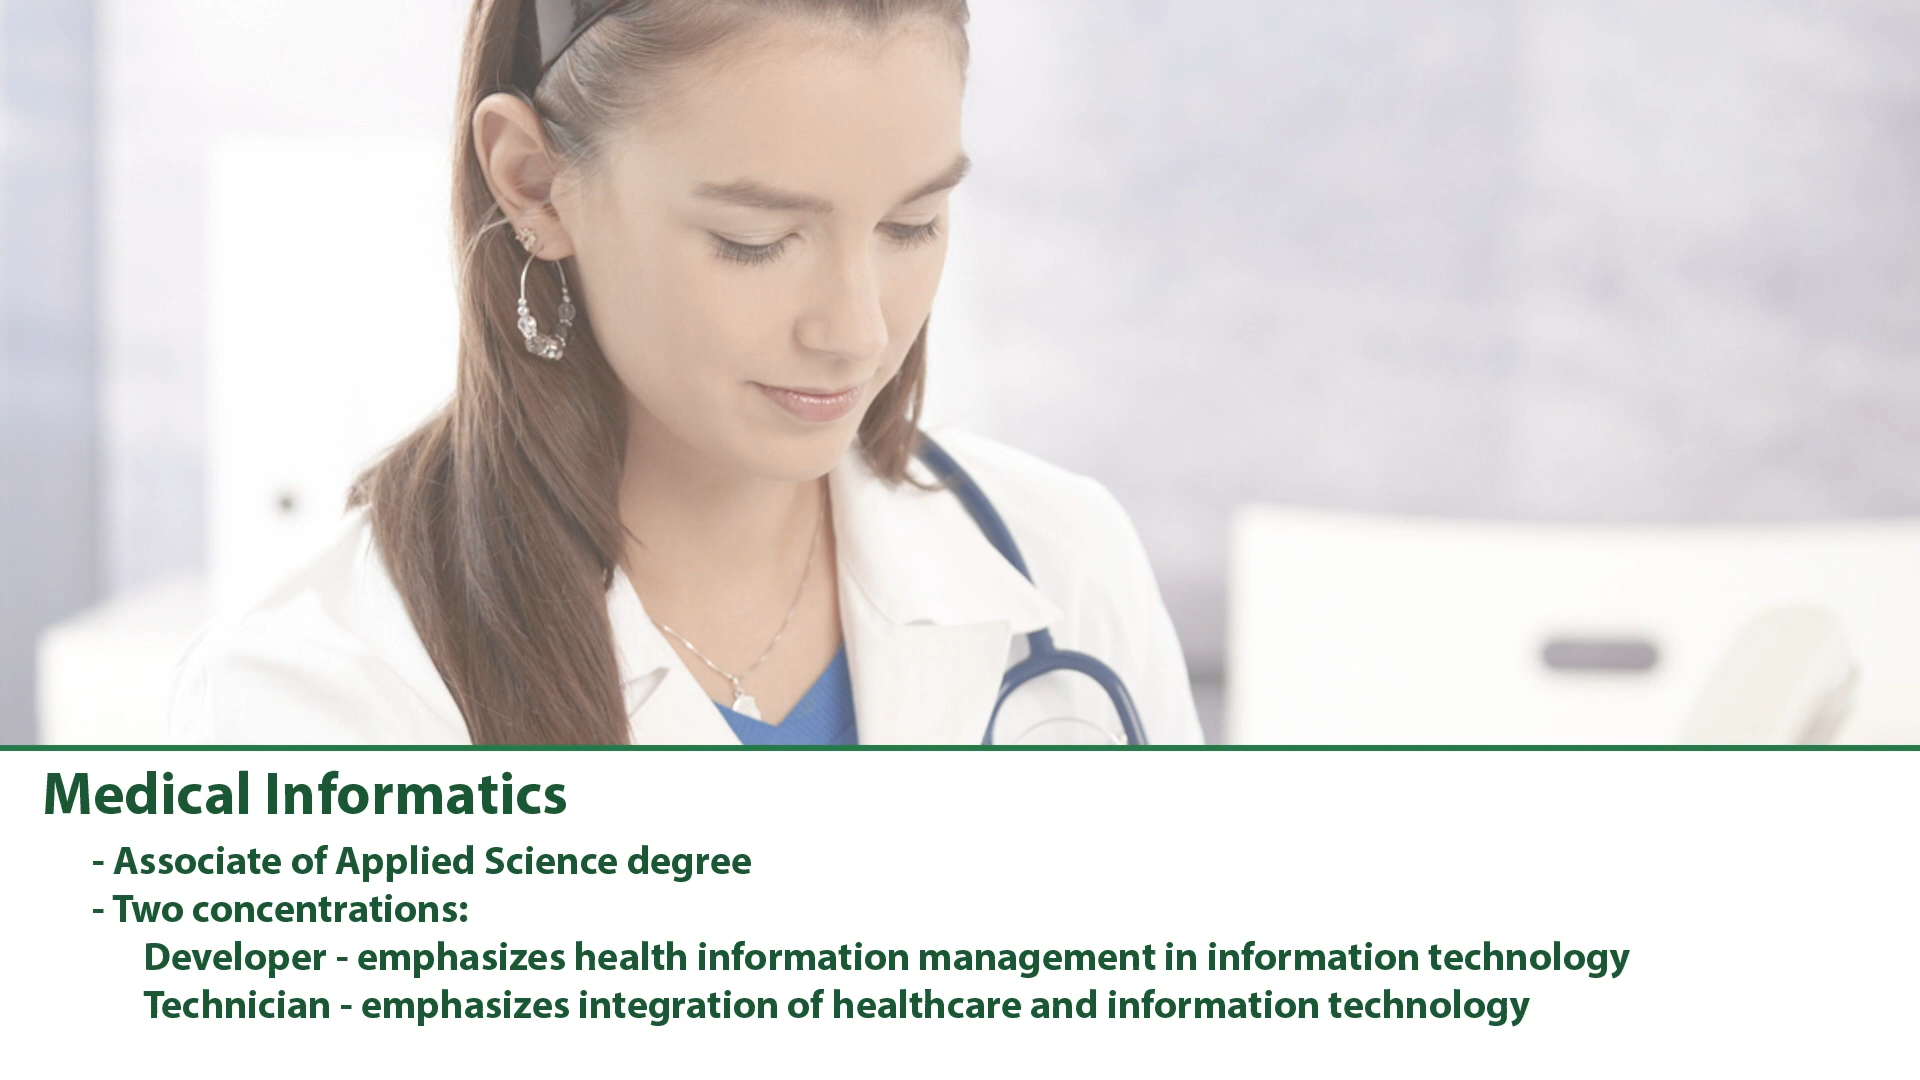 Medical Informatics
- Associate of Applied Science degree
- Two concentrations:
Developer - emphasizes health information management in information technology
Technician - emphasizes integration of healthcare and information technology